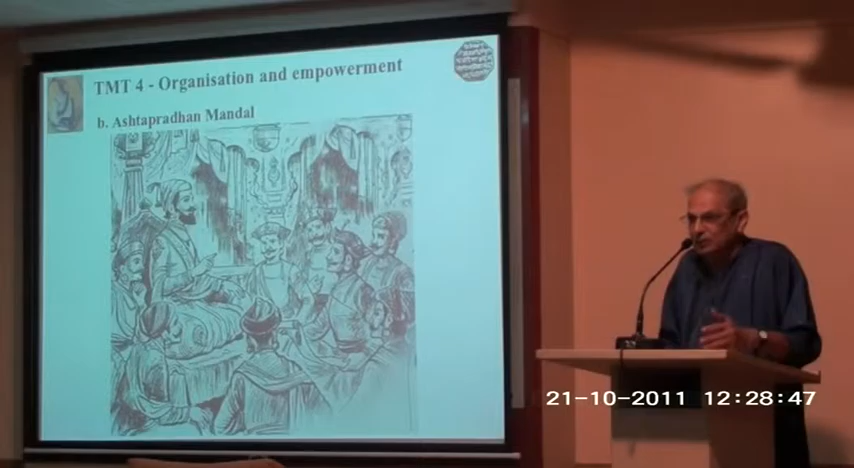 TMT 4 - Organisation and empowerment
b. Ashtapradhan Mandal
21-10-2011 12:28:47